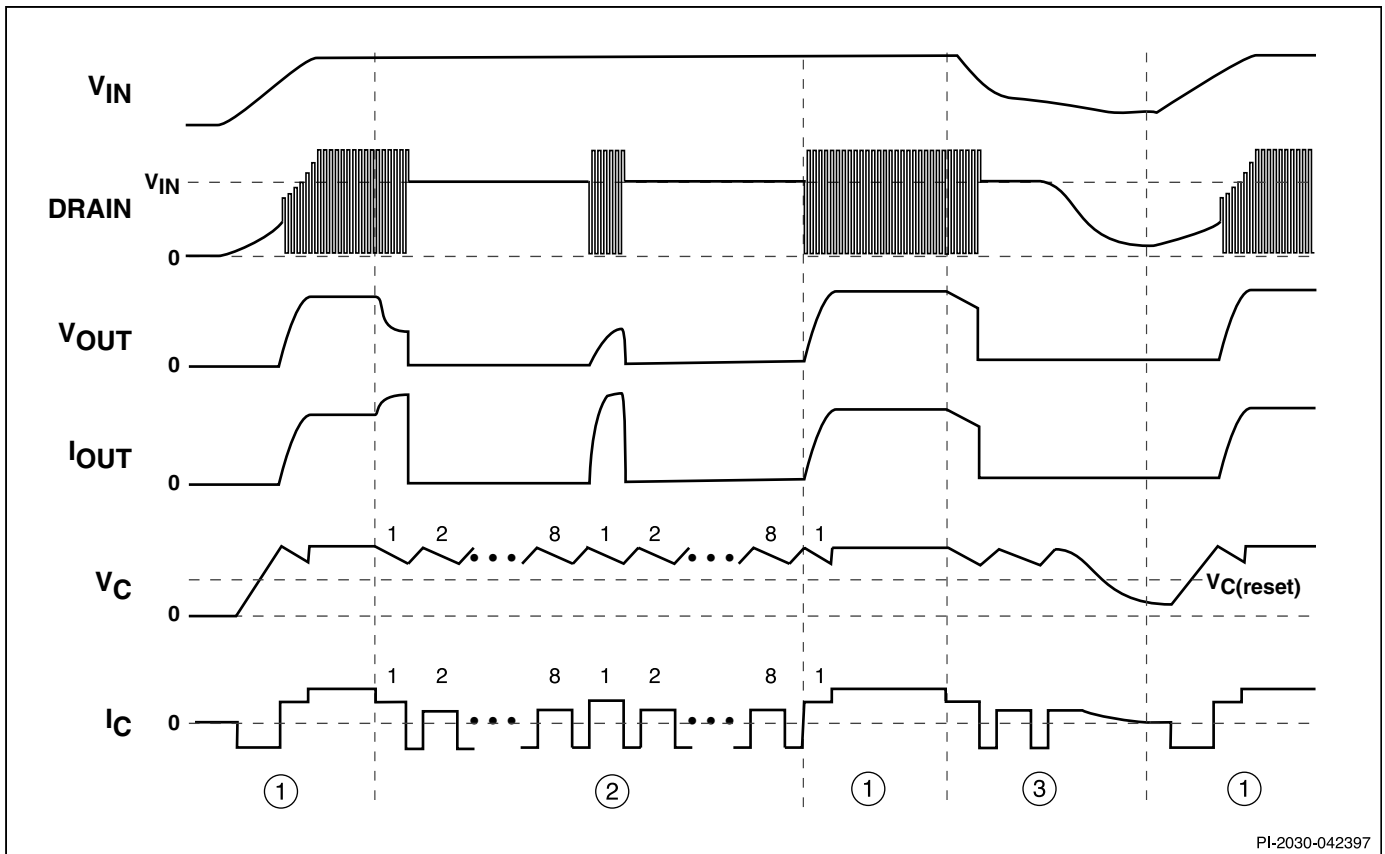 VIN
VIN
DRAIN
0
VOUT
0
IOUT
0
1 2 ••• 8 1 2 ••• 8 1
VC
VC(reset)
0
1 2 ••• 8 1 2 ••• 8 1
IC
0
1 2 1 3 1
PI-2030-042397